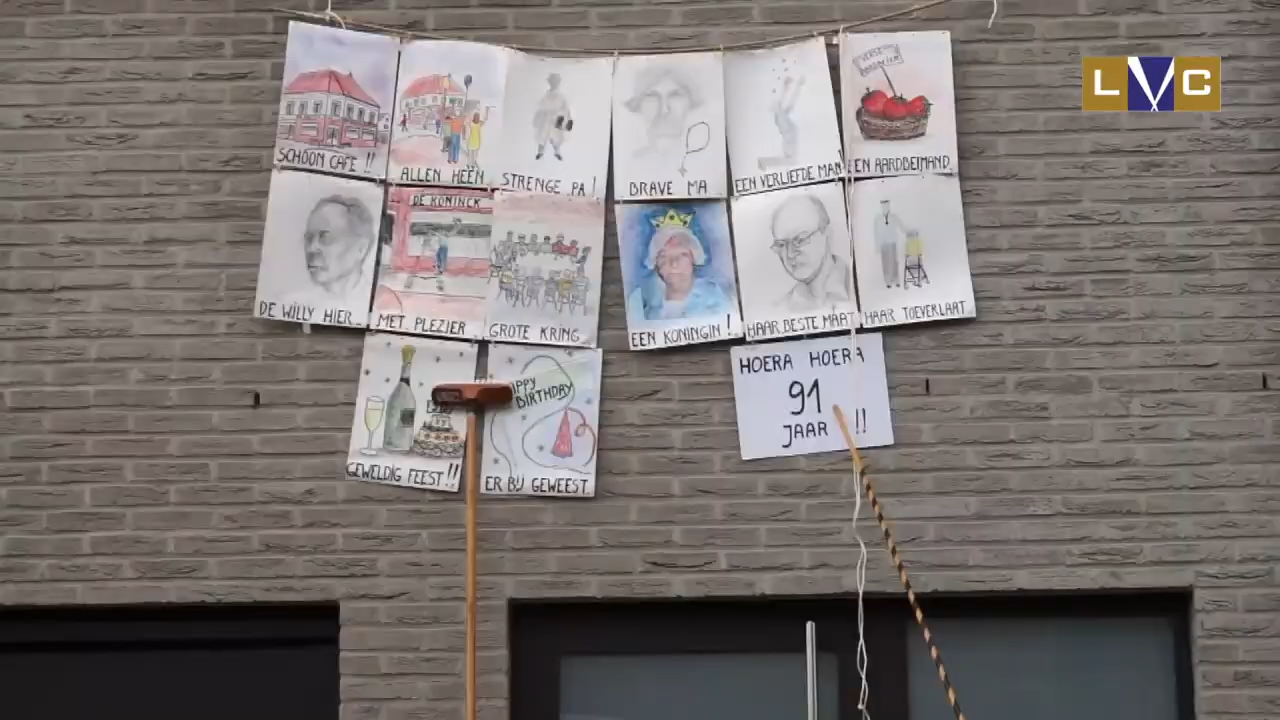 LVC
VERSE
SCHOON CAFE !!
ALLEN HEËN
STRENGE PA !
BRAVE MA
EEN VERLIEFDE MAN
EEN AARDBEIMAND
DE KONINCK
DE WILLY HIER..
MET PLEZIER
GROTE KRING
EEN KONINGIN !
HAAR BESTE MAAT
HAAR TOEVERLAAT
HAPPY
BIRTHDAY
GEWELDIG FEEST !!
ER BIJ GEWEEST.
HOERA HOERA
91
JAAR !!